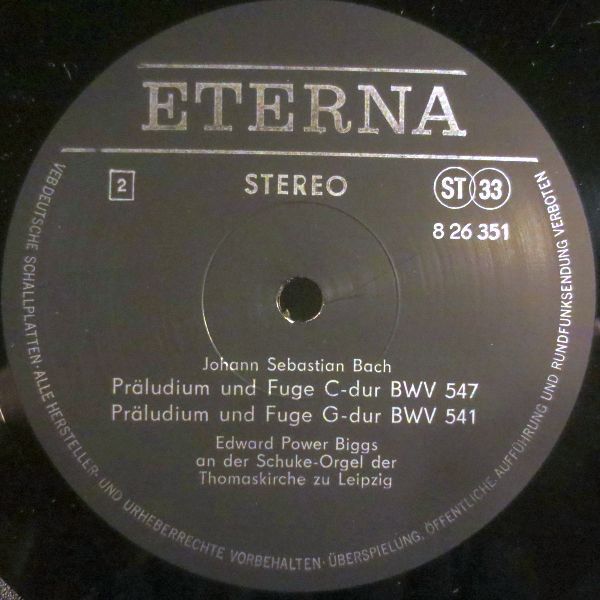 ETERNA
2
STEREO
ST 33
8 26 351
Johann Sebastian Bach
Präludium und Fuge C-dur BWV 547
Präludium und Fuge G-dur BWV 541
Edward Power Biggs
an der Schuke-Orgel der
Thomaskirche zu Leipzig
VEB DEUTSCHE SCHALLPLATTEN · ALLE HERSTELLER- UND URHEBERRECHTE VORBEHALTEN · ÜBERSPIELUNG, ÖFFENTLICHE AUFFÜHRUNG UND RUNDFUNKSENDUNG VERBOTEN